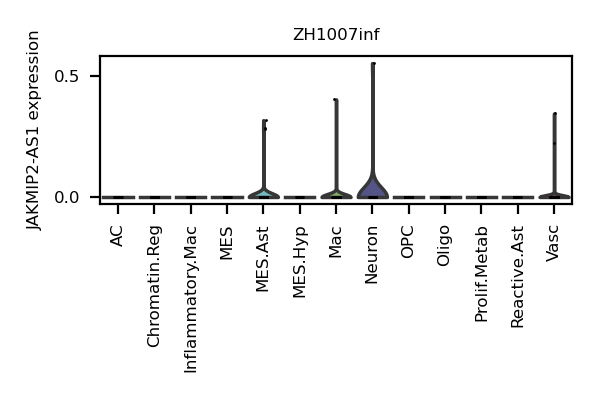 ZH1007inf
JAKMIP2-AS1 expression
0.5
0.0
AC
Chromatin.Reg
Inflammatory.Mac
MES
MES.Ast
MES.Hyp
Mac
Neuron
OPC
Oligo
Prolif.Metab
Reactive.Ast
Vasc